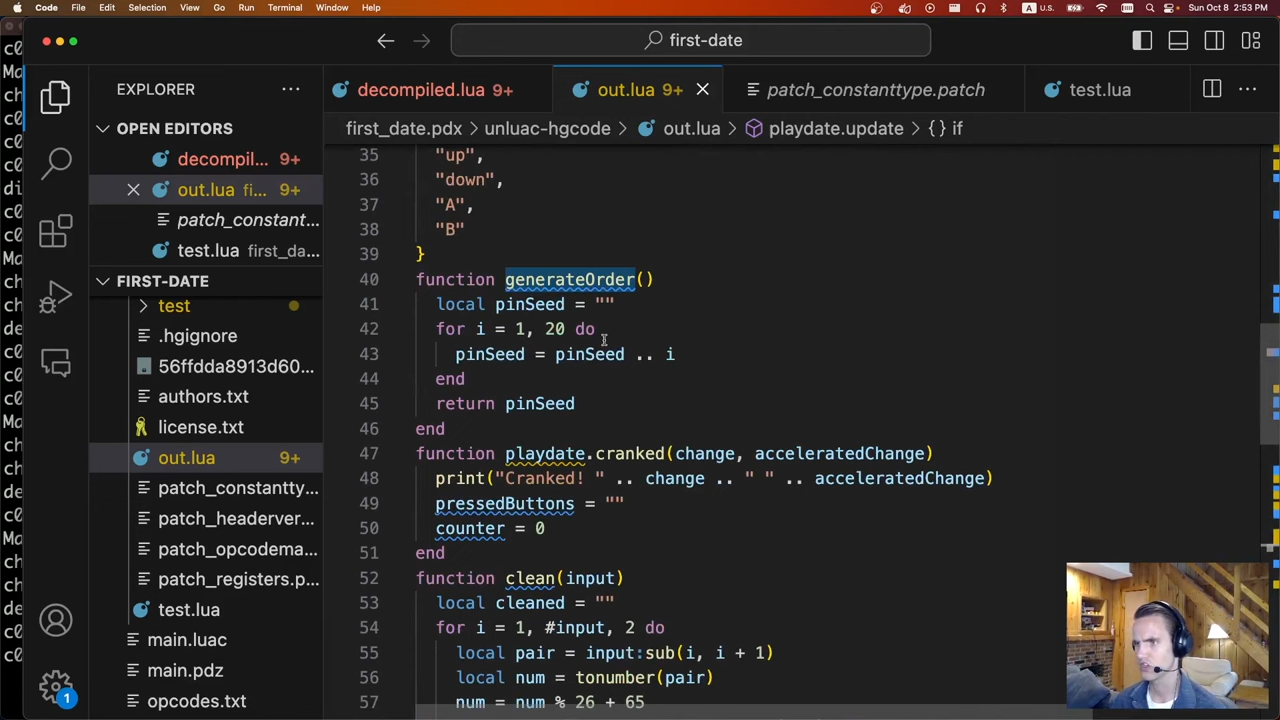 Code File Edit Selection View Go Run Terminal Window Help U.S. Sun Oct 8 2:53 PM
first-date
EXPLORER
OPEN EDITORS
decompil... 9+
out.lua fi... 9+
patch_constant...
test.lua first_da...
FIRST-DATE
test
.hgignore
56ffdda8913d60...
authors.txt
license.txt
out.lua 9+
patch_constantty...
patch_headerver...
patch_opcodema...
patch_registers.p...
test.lua
main.luac
main.pdz
opcodes.txt
1
decompiled.lua 9+ out.lua 9+ patch_constanttype.patch test.lua
first_date.pdx > unluac-hgcode > out.lua > playdate.update > {} if
35 "up",
36 "down",
37 "A",
38 "B"
39 }
40 function generateOrder()
41 local pinSeed = ""
42 for i = 1, 20 do
43 pinSeed = pinSeed .. i
44 end
45 return pinSeed
46 end
47 function playdate.cranked(change, acceleratedChange)
48 print("Cranked! " .. change .. " " .. acceleratedChange)
49 pressedButtons = ""
50 counter = 0
51 end
52 function clean(input)
53 local cleaned = ""
54 for i = 1, #input, 2 do
55 local pair = input:sub(i, i + 1)
56 local num = tonumber(pair)
57 num = num % 26 + 65